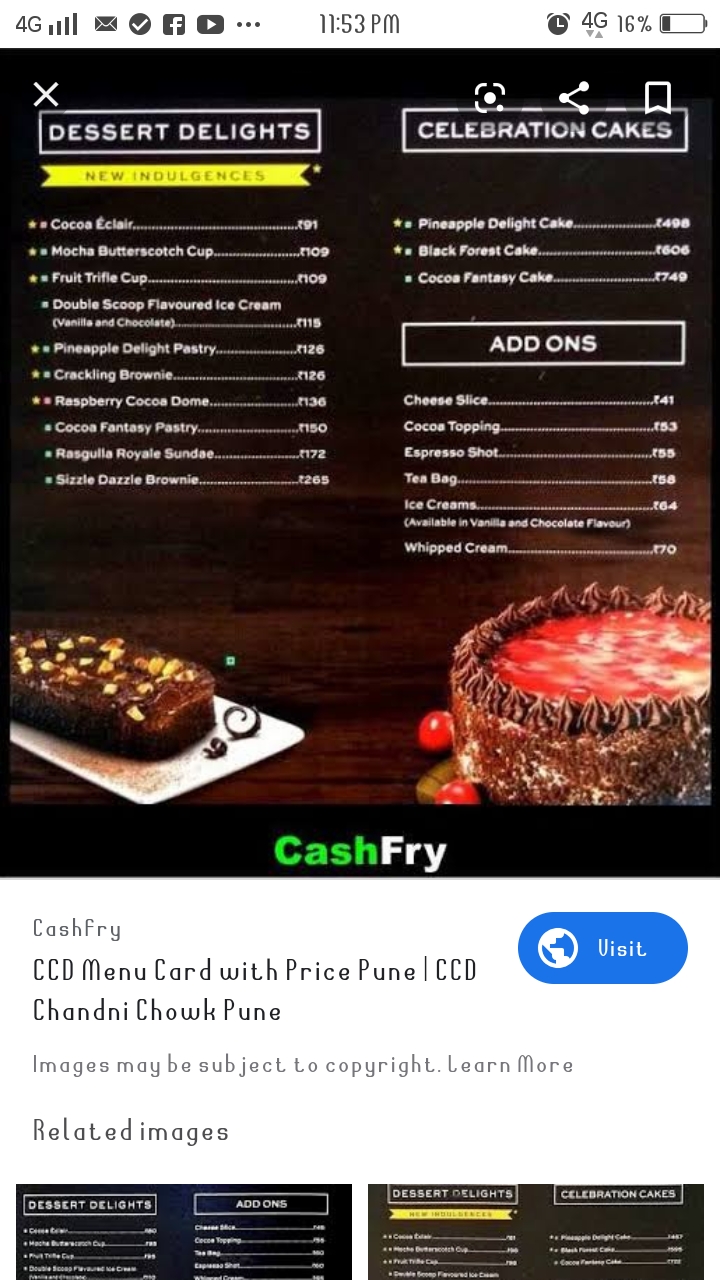 4G 11:53 PM 4G 16%
DESSERT DELIGHTS
NEW INDULGENCES
Cocoa Éclair ₹91
Mocha Butterscotch Cup ₹109
Fruit Trifle Cup ₹109
Double Scoop Flavoured Ice Cream
(Vanilla and Chocolate) ₹115
Pineapple Delight Pastry ₹126
Crackling Brownie ₹126
Raspberry Cocoa Dome ₹136
Cocoa Fantasy Pastry ₹150
Rasgulla Royale Sundae ₹172
Sizzle Dazzle Brownie ₹265
CELEBRATION CAKES
Pineapple Delight Cake ₹498
Black Forest Cake ₹606
Cocoa Fantasy Cake ₹749
ADD ONS
Cheese Slice ₹41
Cocoa Topping ₹53
Espresso Shot ₹55
Tea Bag ₹58
Ice Creams ₹64
(Available in Vanilla and Chocolate Flavour)
Whipped Cream ₹70
CashFry
CashFry
CCD Menu Card with Price Pune | CCD
Chandni Chowk Pune
Visit
Images may be subject to copyright. Learn More
Related images
DESSERT DELIGHTS
Cocoa Éclair
Mocha Butterscotch Cup
Fruit Trifle Cup
Double Scoop Flavoured Ice Cream
ADD ONS
Cheese Slice
Cocoa Topping
Tea Bag
Espresso Shot
Whipped Cream
DESSERT DELIGHTS
NEW INDULGENCES
Cocoa Éclair
Mocha Butterscotch Cup
Fruit Trifle Cup
Double Scoop Flavoured Ice Cream
CELEBRATION CAKES
Pineapple Delight Cake
Black Forest Cake
Cocoa Fantasy Cake